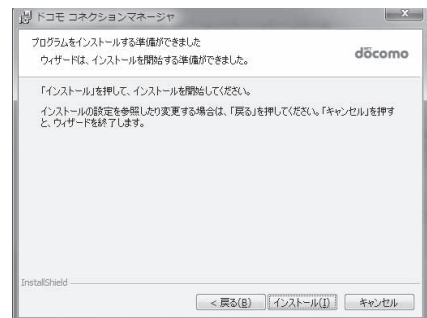 ドコモ コネクションマネージャ
プログラムをインストールする準備ができました
ウィザードは、インストールを開始する準備ができました。
döcomo
「インストール」を押して、インストールを開始してください。
インストールの設定を参照したり変更する場合は、「戻る」を押してください。「キャンセル」を押す
と、ウィザードを終了します。
InstallShield
< 戻る(B)
インストール(I)
キャンセル